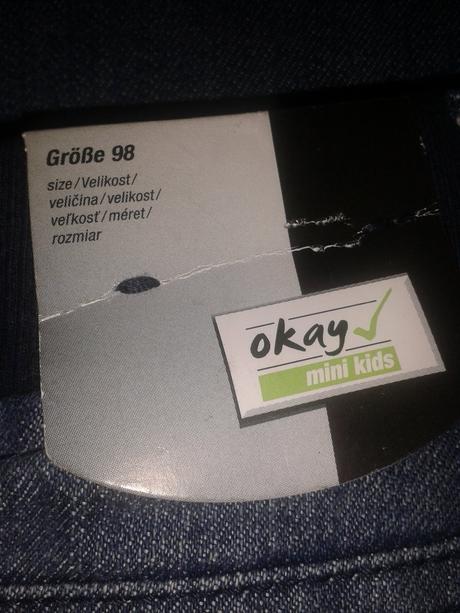 Größe 98
size/Velikost/
veličina/velikost/
veľkosť/méret/
rozmiar
okay
mini kids